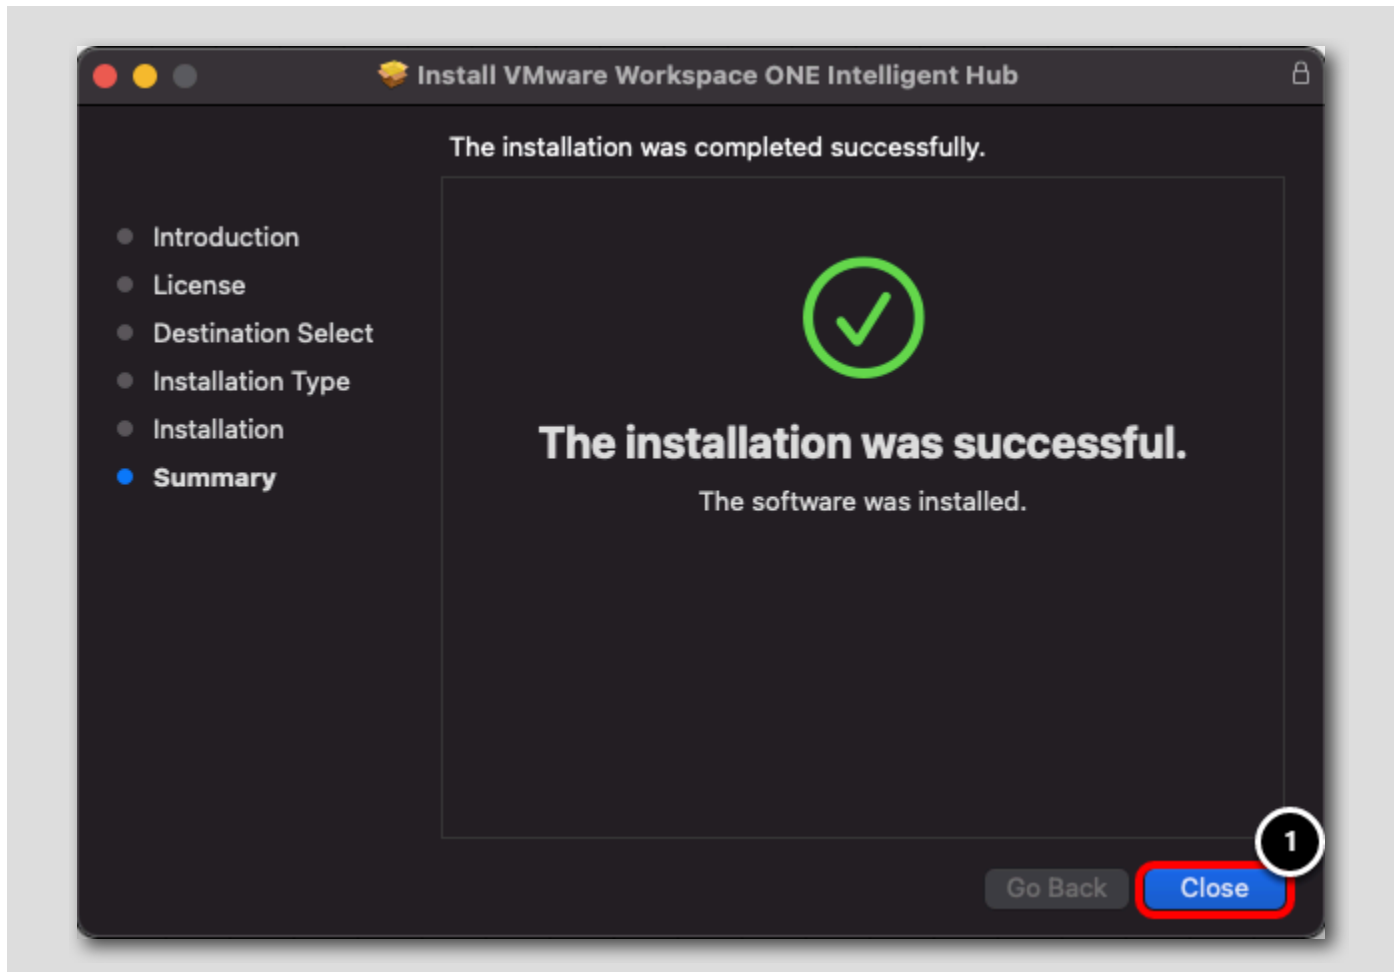 Install VMware Workspace ONE Intelligent Hub
The installation was completed successfully.
Introduction
License
Destination Select
Installation Type
Installation
Summary
The installation was successful.
The software was installed.
1
Go Back
Close